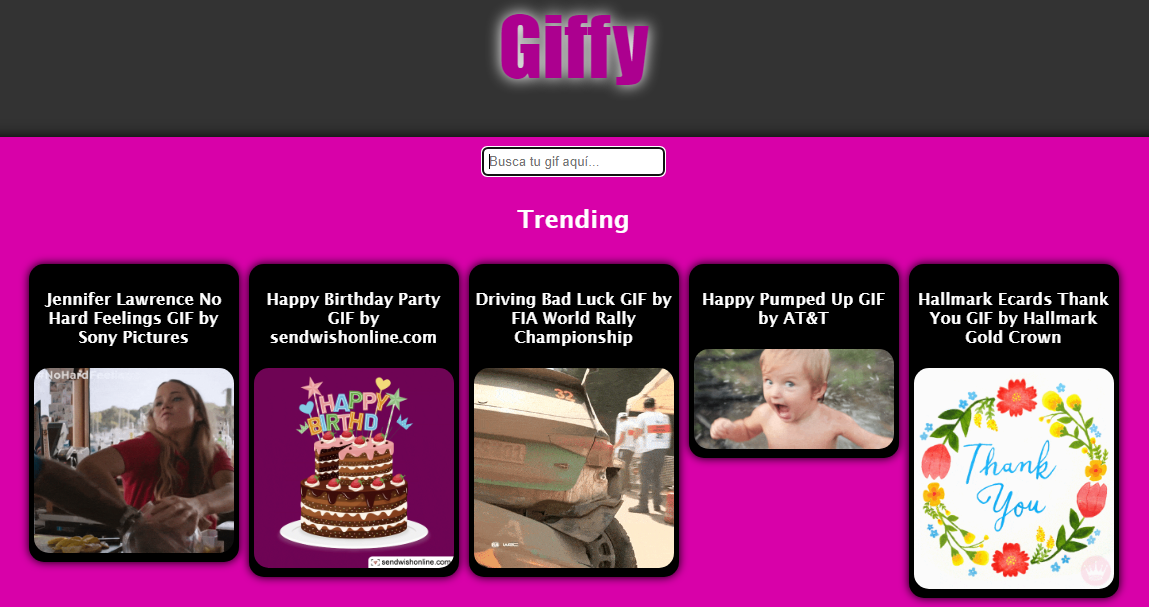 Giffy
Busca tu gif aquí...
Trending
Jennifer Lawrence No
Hard Feelings GIF by
Sony Pictures
Happy Birthday Party
GIF by
sendwishonline.com
HAPPY
BIRTHD
sendwishonline.com
Driving Bad Luck GIF by
FIA World Rally
Championship
32
WRC
Happy Pumped Up GIF
by AT&T
Hallmark Ecards Thank
You GIF by Hallmark
Gold Crown
Thank
You